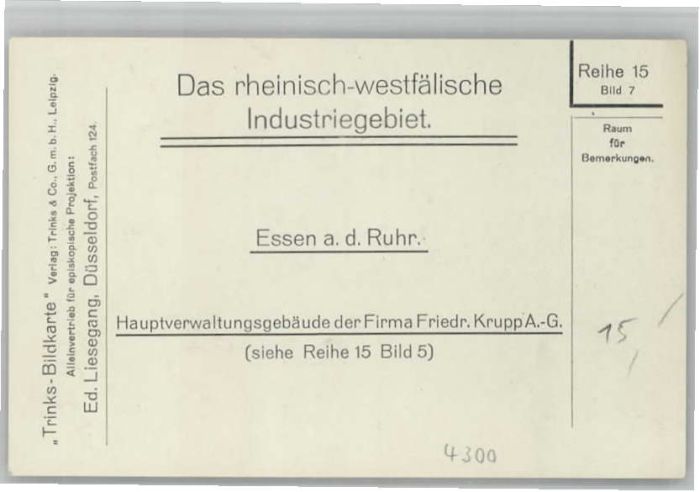 Das rheinisch-westfälische
Industriegebiet.
Reihe 15
Bild 7
Raum
für
Bemerkungen.
Essen a. d. Ruhr.
Hauptverwaltungsgebäude der Firma Friedr. Krupp A.-G.
(siehe Reihe 15 Bild 5)
„Trinks-Bildkarte" Verlag: Trinks & Co., G. m. b. H., Leipzig.
Alleinvertrieb für episkopische Projektion:
Ed. Liesegang, Düsseldorf, Postfach 124.
15
4300